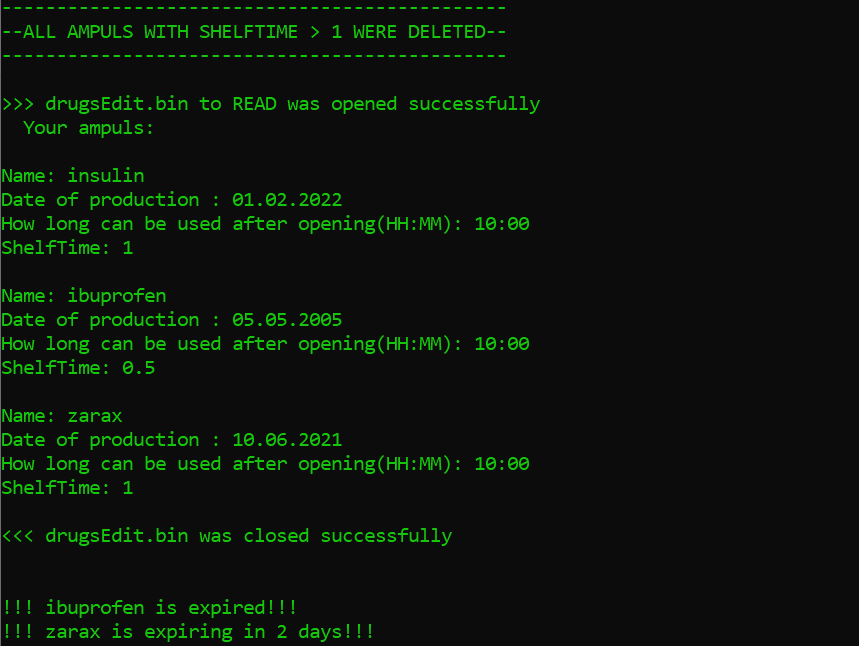 ----------------------------------------------
--ALL AMPULS WITH SHELFTIME > 1 WERE DELETED--
----------------------------------------------
>>> drugsEdit.bin to READ was opened successfully
Your ampuls:
Name: insulin
Date of production : 01.02.2022
How long can be used after opening(HH:MM): 10:00
ShelfTime: 1
Name: ibuprofen
Date of production : 05.05.2005
How long can be used after opening(HH:MM): 10:00
ShelfTime: 0.5
Name: zarax
Date of production : 10.06.2021
How long can be used after opening(HH:MM): 10:00
ShelfTime: 1
<<< drugsEdit.bin was closed successfully
!!! ibuprofen is expired!!!
!!! zarax is expiring in 2 days!!!